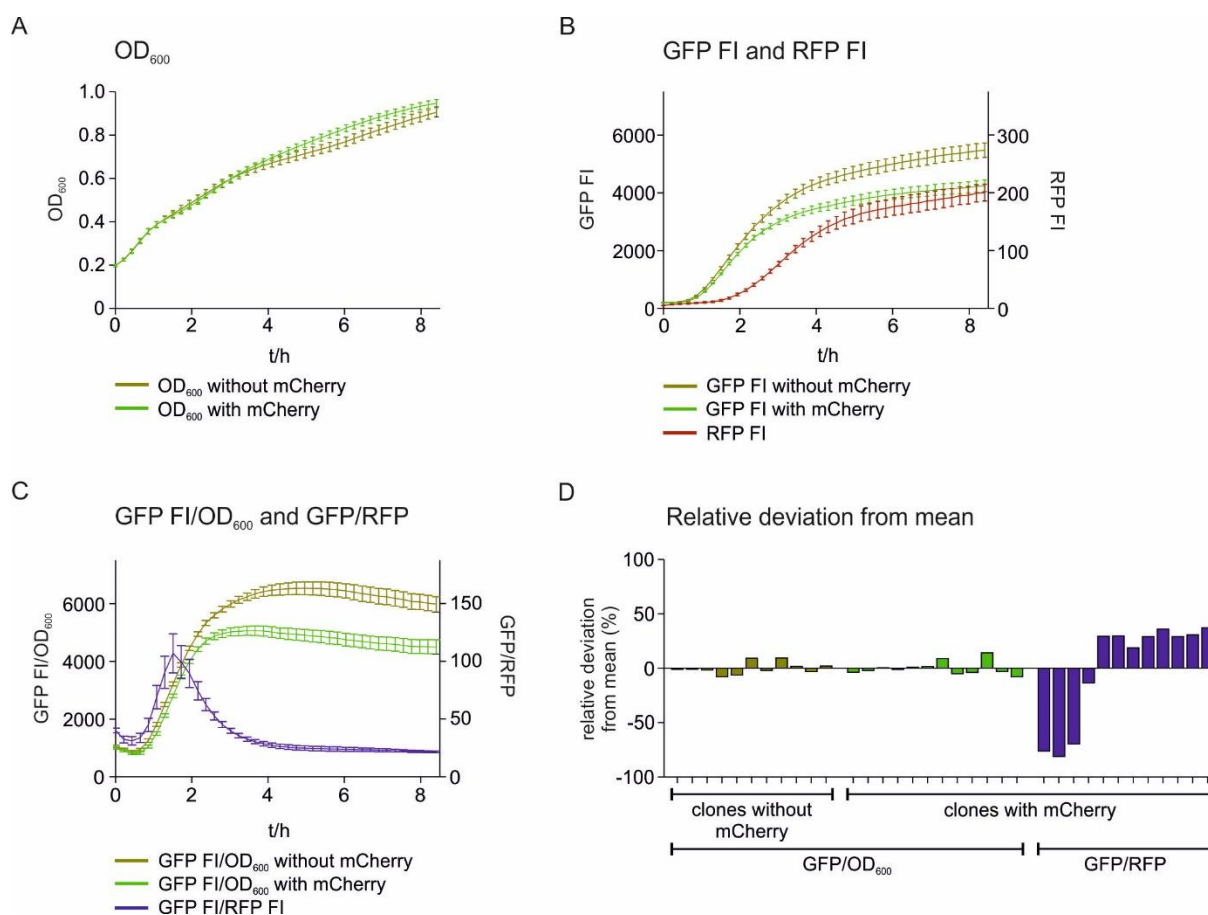 A
OD₆₀₀
1.0
0.8
0.6
0.4
0.2
0
OD₆₀₀
0 2 4 6 8
t/h
OD₆₀₀ without mCherry
OD₆₀₀ with mCherry
B
GFP FI and RFP FI
6000
4000
2000
0
GFP FI
300
200
100
0
RFP FI
0 2 4 6 8
t/h
GFP FI without mCherry
GFP FI with mCherry
RFP FI
C
GFP FI/OD₆₀₀ and GFP/RFP
6000
4000
2000
0
GFP FI/OD₆₀₀
150
100
50
0
GFP/RFP
0 2 4 6 8
t/h
GFP FI/OD₆₀₀ without mCherry
GFP FI/OD₆₀₀ with mCherry
GFP FI/RFP FI
D
Relative deviation from mean
100
50
0
-50
-100
relative deviation
from mean (%)
clones without
mCherry
clones with mCherry
GFP/OD₆₀₀
GFP/RFP